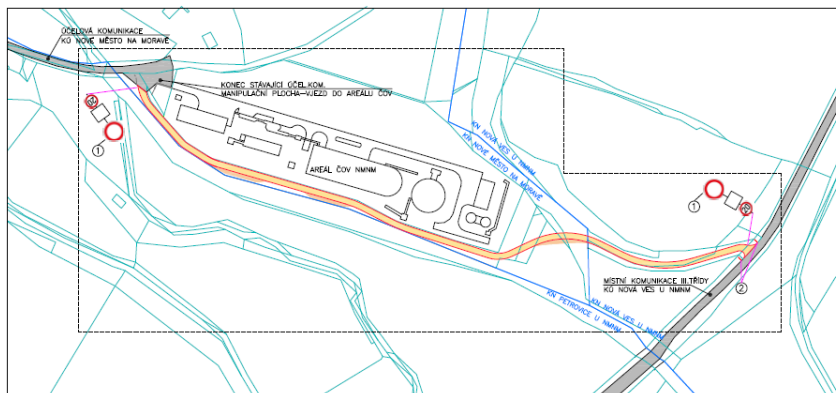 ÚČELOVÁ KOMUNIKACE
KÚ NOVÉ MĚSTO NA MORAVĚ
KONEC STÁVAJÍCÍ ÚČEL.KOM.
MANIPULAČNÍ PLOCHA-VJEZD DO AREÁLU ČOV
1
AREÁL ČOV NMNM
KN NOVÁ VES U NMNM
KN NOVÉ MĚSTO NA MORAVĚ
1
MÍSTNÍ KOMUNIKACE III.TŘÍDY
KÚ NOVÁ VES U NMNM
2
KN NOVÁ VES U NMNM
KN PETROVICE U NMNM